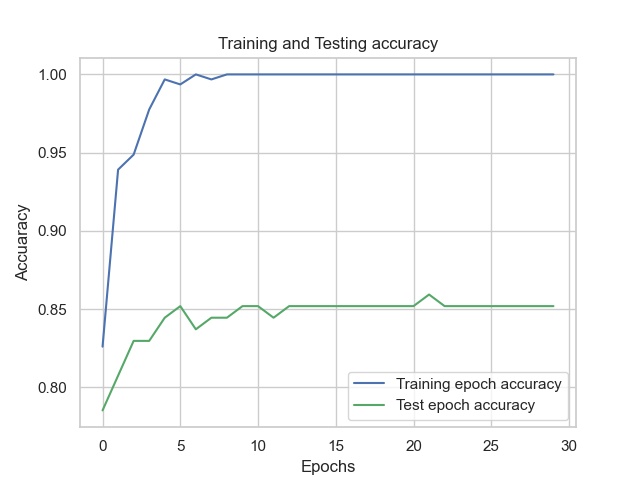 Training and Testing accuracy
1.00
0.95
0.90
0.85
0.80
Accuaracy
Training epoch accuracy
Test epoch accuracy
0 5 10 15 20 25 30
Epochs